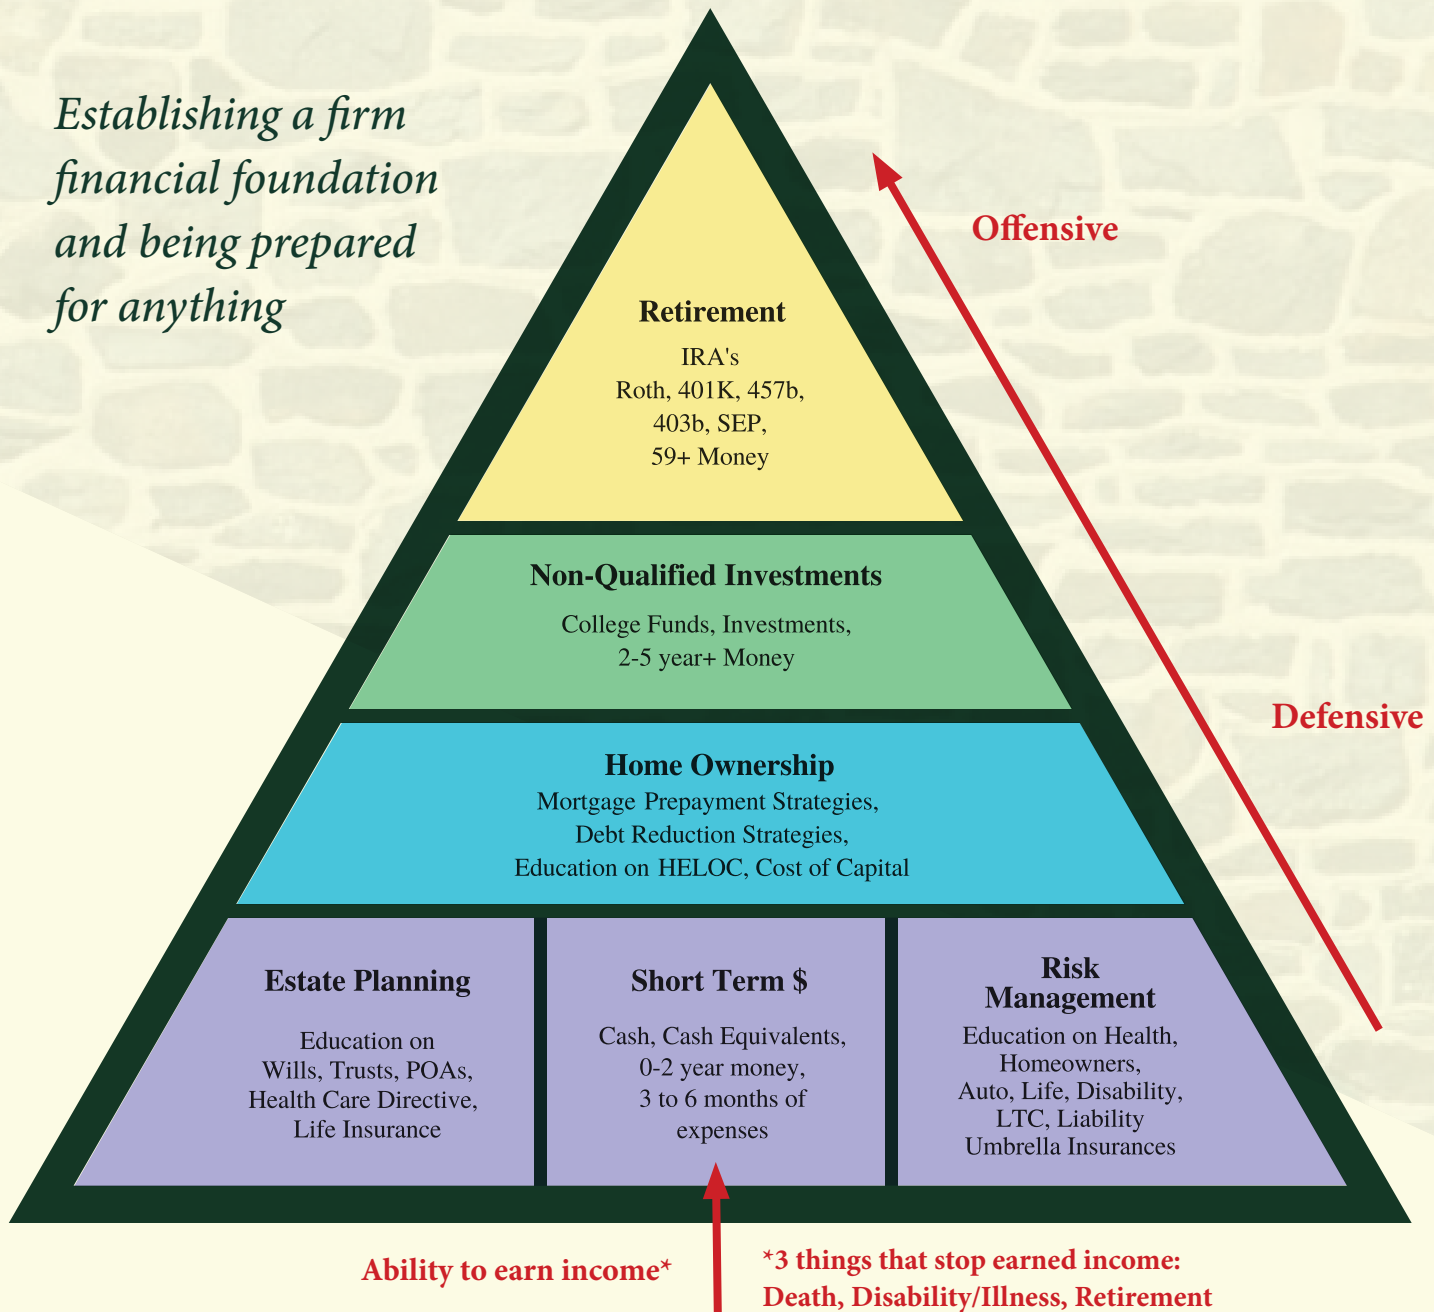 Establishing a firm
financial foundation
and being prepared
for anything
Offensive
Retirement
IRA's
Roth, 401K, 457b,
403b, SEP,
59+ Money
Non-Qualified Investments
College Funds, Investments,
2-5 year+ Money
Defensive
Home Ownership
Mortgage Prepayment Strategies,
Debt Reduction Strategies,
Education on HELOC, Cost of Capital
Estate Planning
Education on
Wills, Trusts, POAs,
Health Care Directive,
Life Insurance
Short Term $
Cash, Cash Equivalents,
0-2 year money,
3 to 6 months of
expenses
Risk
Management
Education on Health,
Homeowners,
Auto, Life, Disability,
LTC, Liability
Umbrella Insurances
Ability to earn income*
*3 things that stop earned income:
Death, Disability/Illness, Retirement